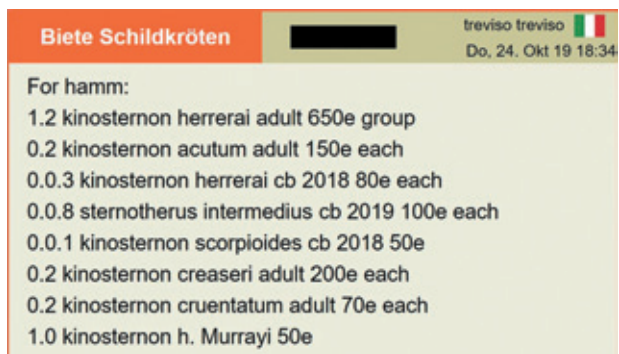 Biete Schildkröten
treviso treviso
Do, 24. Okt 19 18:34
For hamm:
1.2 kinosternon herrerai adult 650e group
0.2 kinosternon acutum adult 150e each
0.0.3 kinosternon herrerai cb 2018 80e each
0.0.8 sternotherus intermedius cb 2019 100e each
0.0.1 kinosternon scorpioides cb 2018 50e
0.2 kinosternon creaseri adult 200e each
0.2 kinosternon cruentatum adult 70e each
1.0 kinosternon h. Murrayi 50e